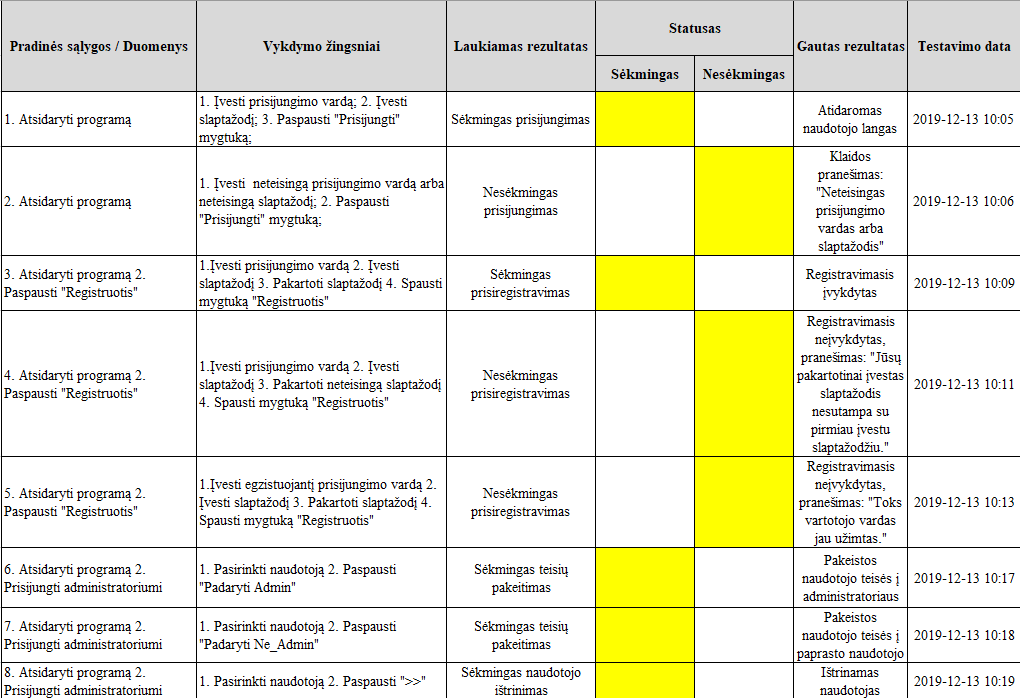 Pradinės sąlygos / Duomenys
Vykdymo žingsniai
Laukiamas rezultatas
Statusas
Sėkmingas
Nesėkmingas
Gautas rezultatas
Testavimo data
1. Atsidaryti programą
1. Įvesti prisijungimo vardą; 2. Įvesti
slaptažodį; 3. Paspausti "Prisijungti"
mygtuką;
Sėkmingas prisijungimas
Atidaromas
naudotojo langas
2019-12-13 10:05
2. Atsidaryti programą
1. Įvesti  neteisingą prisijungimo vardą arba
neteisingą slaptažodį; 2. Paspausti
"Prisijungti" mygtuką;
Nesėkmingas
prisijungimas
Klaidos
pranešimas:
"Neteisingas
prisijungimo
vardas arba
slaptažodis"
2019-12-13 10:06
3. Atsidaryti programą 2.
Paspausti "Registruotis"
1.Įvesti prisijungimo vardą 2. Įvesti
slaptažodį 3. Pakartoti slaptažodį 4. Spausti
mygtuką "Registruotis"
Sėkmingas
prisiregistravimas
Registravimasis
įvykdytas
2019-12-13 10:09
4. Atsidaryti programą 2.
Paspausti "Registruotis"
1.Įvesti prisijungimo vardą 2. Įvesti
slaptažodį 3. Pakartoti neteisingą slaptažodį
4. Spausti mygtuką "Registruotis"
Nesėkmingas
prisiregistravimas
Registravimasis
neįvykdytas,
pranešimas: "Jūsų
pakartotinai įvestas
slaptažodis
nesutampa su
pirmiau įvestu
slaptažodžiu."
2019-12-13 10:11
5. Atsidaryti programą 2.
Paspausti "Registruotis"
1.Įvesti egzistuojantį prisijungimo vardą 2.
Įvesti slaptažodį 3. Pakartoti slaptažodį 4.
Spausti mygtuką "Registruotis"
Nesėkmingas
prisiregistravimas
Registravimasis
neįvykdytas,
pranešimas: "Toks
vartotojo vardas
jau užimtas."
2019-12-13 10:13
6. Atsidaryti programą 2.
Prisijungti administratoriumi
1. Pasirinkti naudotoją 2. Paspausti
"Padaryti Admin"
Sėkmingas teisių
pakeitimas
Pakeistos
naudotojo teisės į
administratoriaus
2019-12-13 10:17
7. Atsidaryti programą 2.
Prisijungti administratoriumi
1. Pasirinkti naudotoją 2. Paspausti
"Padaryti Ne_Admin"
Sėkmingas teisių
pakeitimas
Pakeistos
naudotojo teisės į
paprasto naudotojo
2019-12-13 10:18
8. Atsidaryti programą 2.
Prisijungti administratoriumi
1. Pasirinkti naudotoją 2. Paspausti ">>"
Sėkmingas naudotojo
ištrinimas
Ištrinamas
naudotojas
2019-12-13 10:19